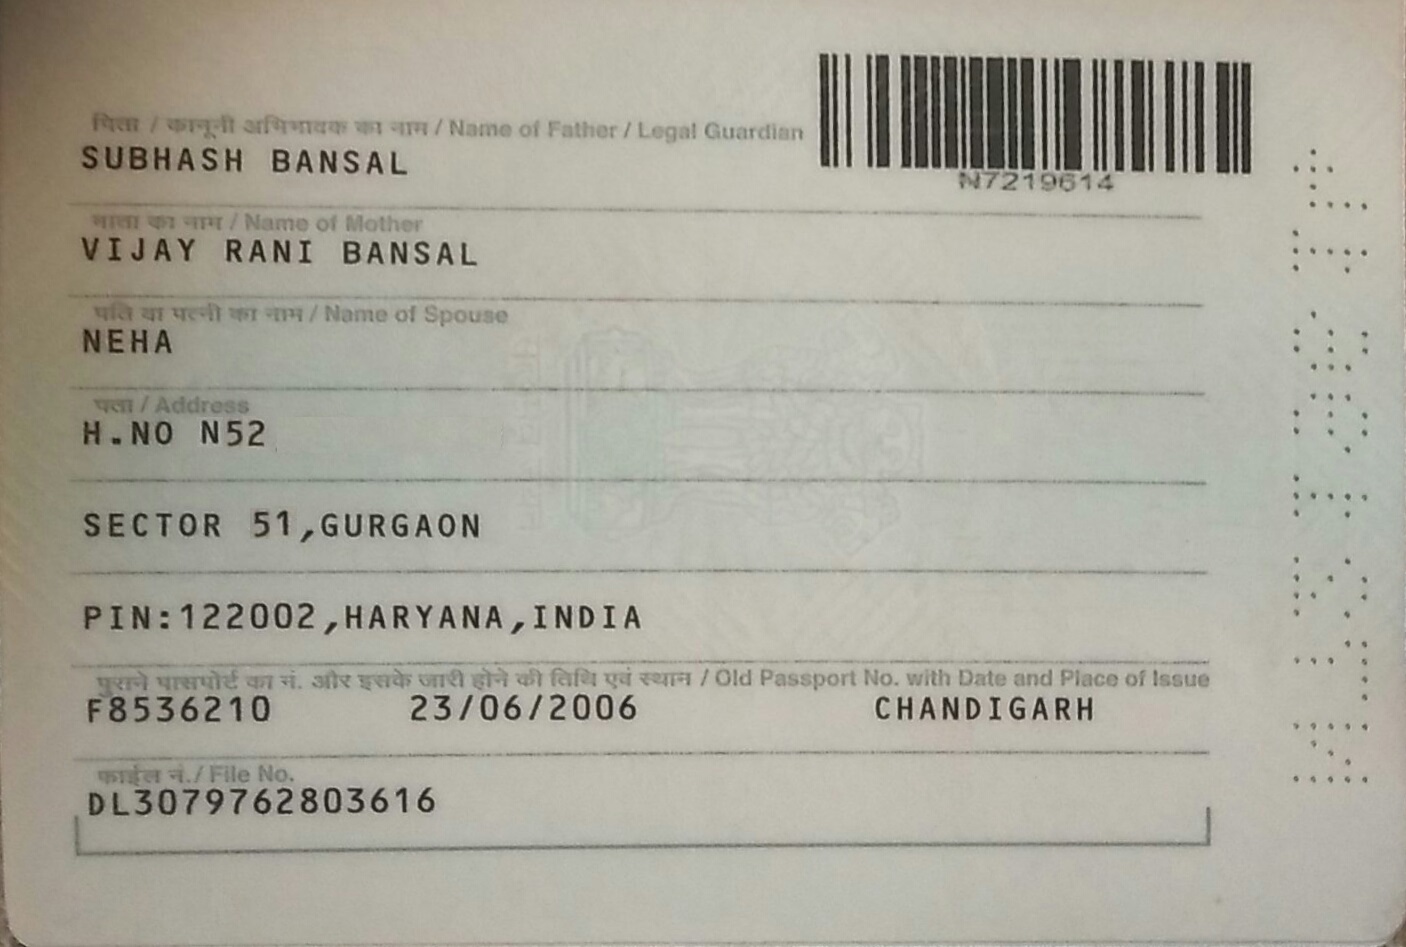 पिता / कानूनी अभिभावक का नाम / Name of Father / Legal Guardian
SUBHASH BANSAL
N7219614
माता का नाम / Name of Mother
VIJAY RANI BANSAL
पति या पत्नी का नाम / Name of Spouse
NEHA
पता / Address
H.NO N52
SECTOR 51,GURGAON
PIN:122002,HARYANA,INDIA
पुराने पासपोर्ट का नं. और इसके जारी होने की तिथि एवं स्थान / Old Passport No. with Date and Place of Issue
F8536210 23/06/2006 CHANDIGARH
फाईल नं./ File No.
DL3079762803616
N7219614